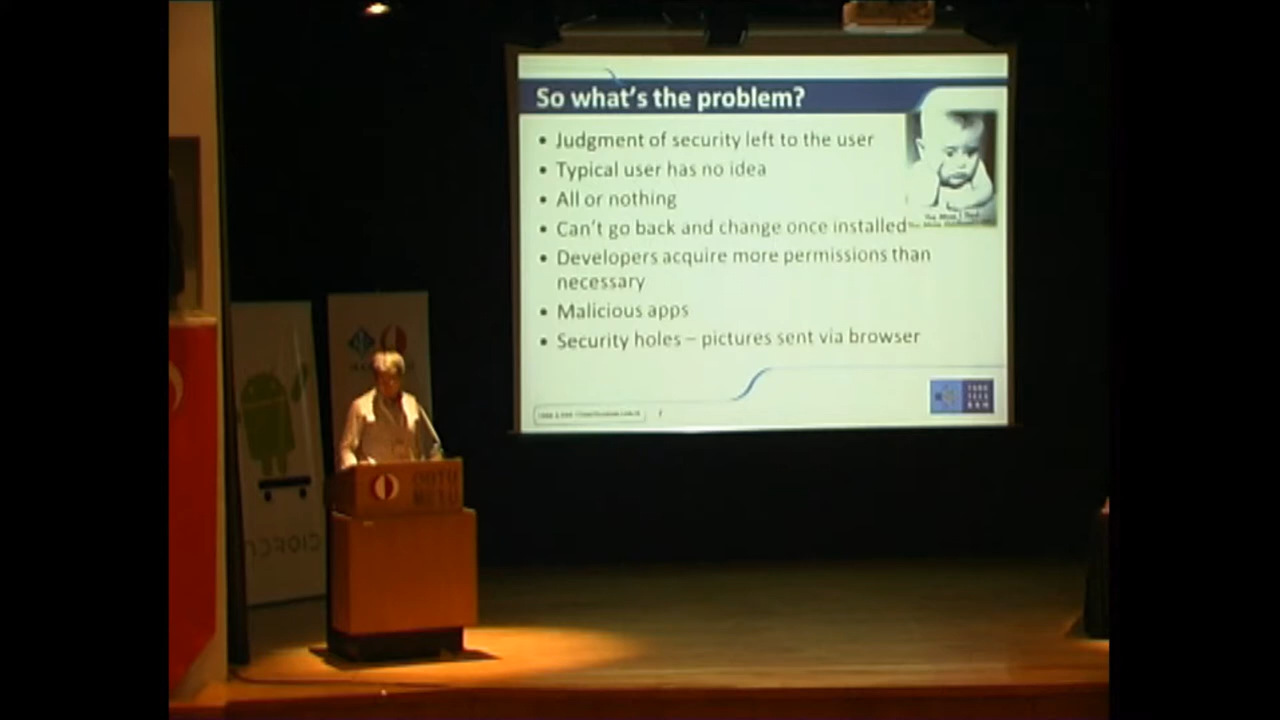 So what's the problem?
• Judgment of security left to the user
• Typical user has no idea
• All or nothing
• Can't go back and change once installed
• Developers acquire more permissions than
necessary
• Malicious apps
• Security holes – pictures sent via browser
ODTÜ
METU